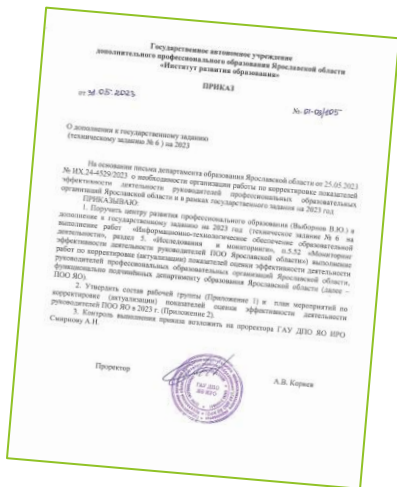 Государственное автономное учреждение
дополнительного профессионального образования Ярославской области
«Институт развития образования»
ПРИКАЗ
от 31.05.2023
№ 01-03/105
О дополнении к государственному заданию
(техническому заданию № 6 ) на 2023
На основании письма департамента образования Ярославской области от 25.05.2023
№ ИХ.24-4529/2023 о необходимости организации работы по корректировке показателей
эффективности деятельности руководителей профессиональных образовательных
организаций Ярославской области и в рамках государственного задания на 2023 год
ПРИКАЗЫВАЮ:
1. Поручить центру развития профессионального образования (Выборнов В.Ю.) в
дополнение к государственному заданию на 2023 год (техническое задание № 6 на
выполнение работ «Информационно-технологическое обеспечение образовательной
деятельности», раздел 5. «Исследования и мониторинги», п.5.52 «Мониторинг
эффективности деятельности руководителей ПОО Ярославской области») выполнение
работ по корректировке (актуализации) показателей оценки эффективности деятельности
руководителей профессиональных образовательных организаций Ярославской области,
функционально подчинённых департаменту образования Ярославской области (далее –
ПОО ЯО).
2. Утвердить состав рабочей группы (Приложение 1) и план мероприятий по
корректировке (актуализации) показателей оценки эффективности деятельности
руководителей ПОО ЯО в 2023 г. (Приложение 2).
3. Контроль выполнения приказа возложить на проректора ГАУ ДПО ЯО ИРО
Смирнову А.Н.
Проректор
А.В. Корнев
ГАУ ДПО
ЯО ИРО